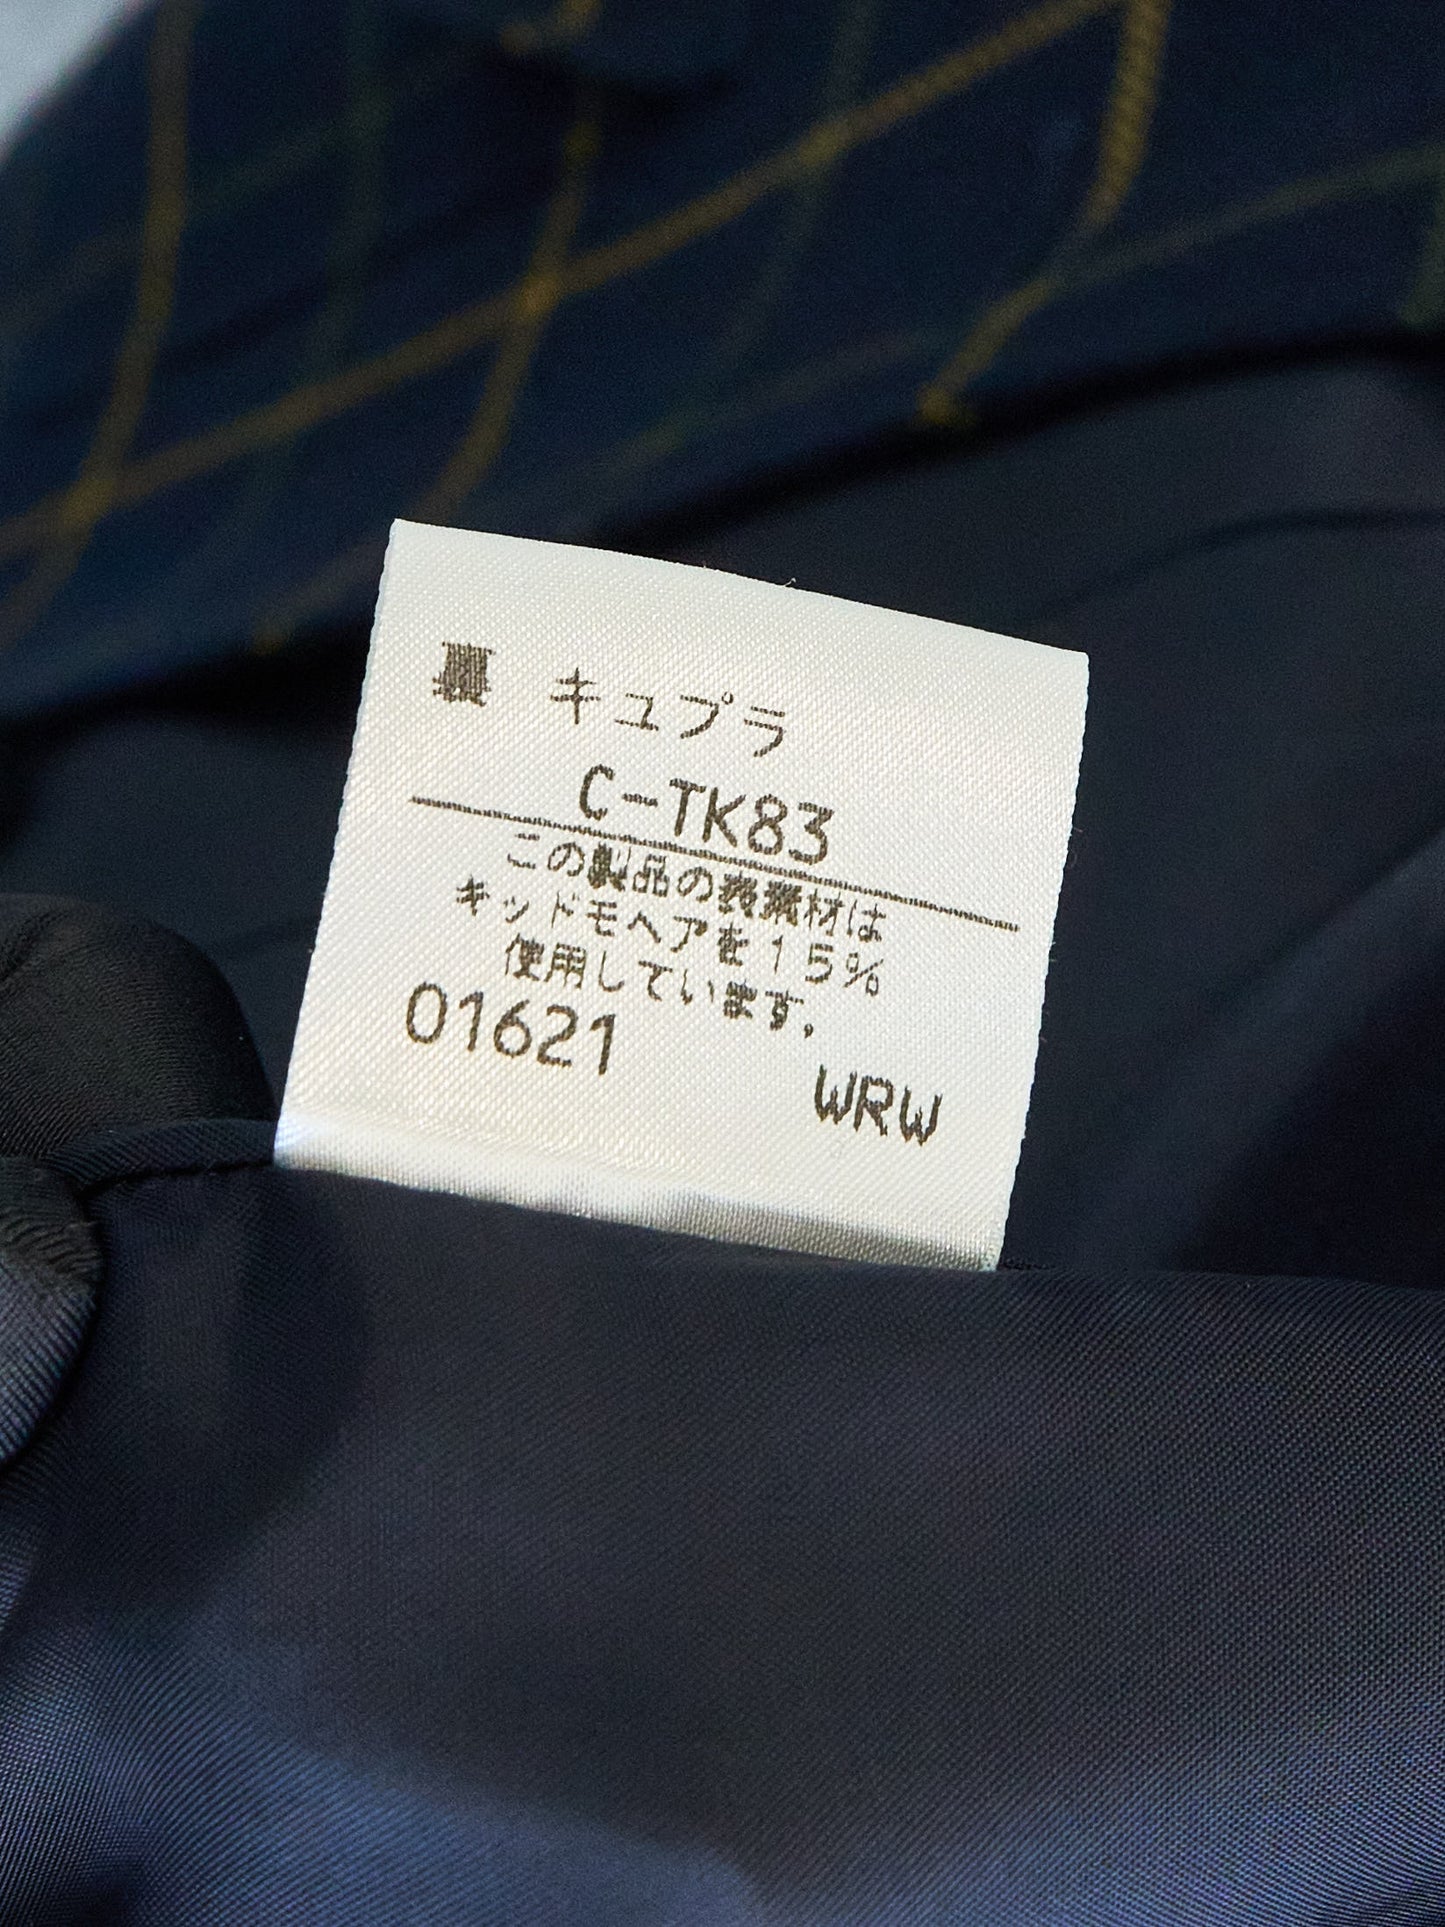 裏 キュプラ
C-TK83
この製品の表素材は
キッドモヘアを15%
使用しています。
01621
WRW